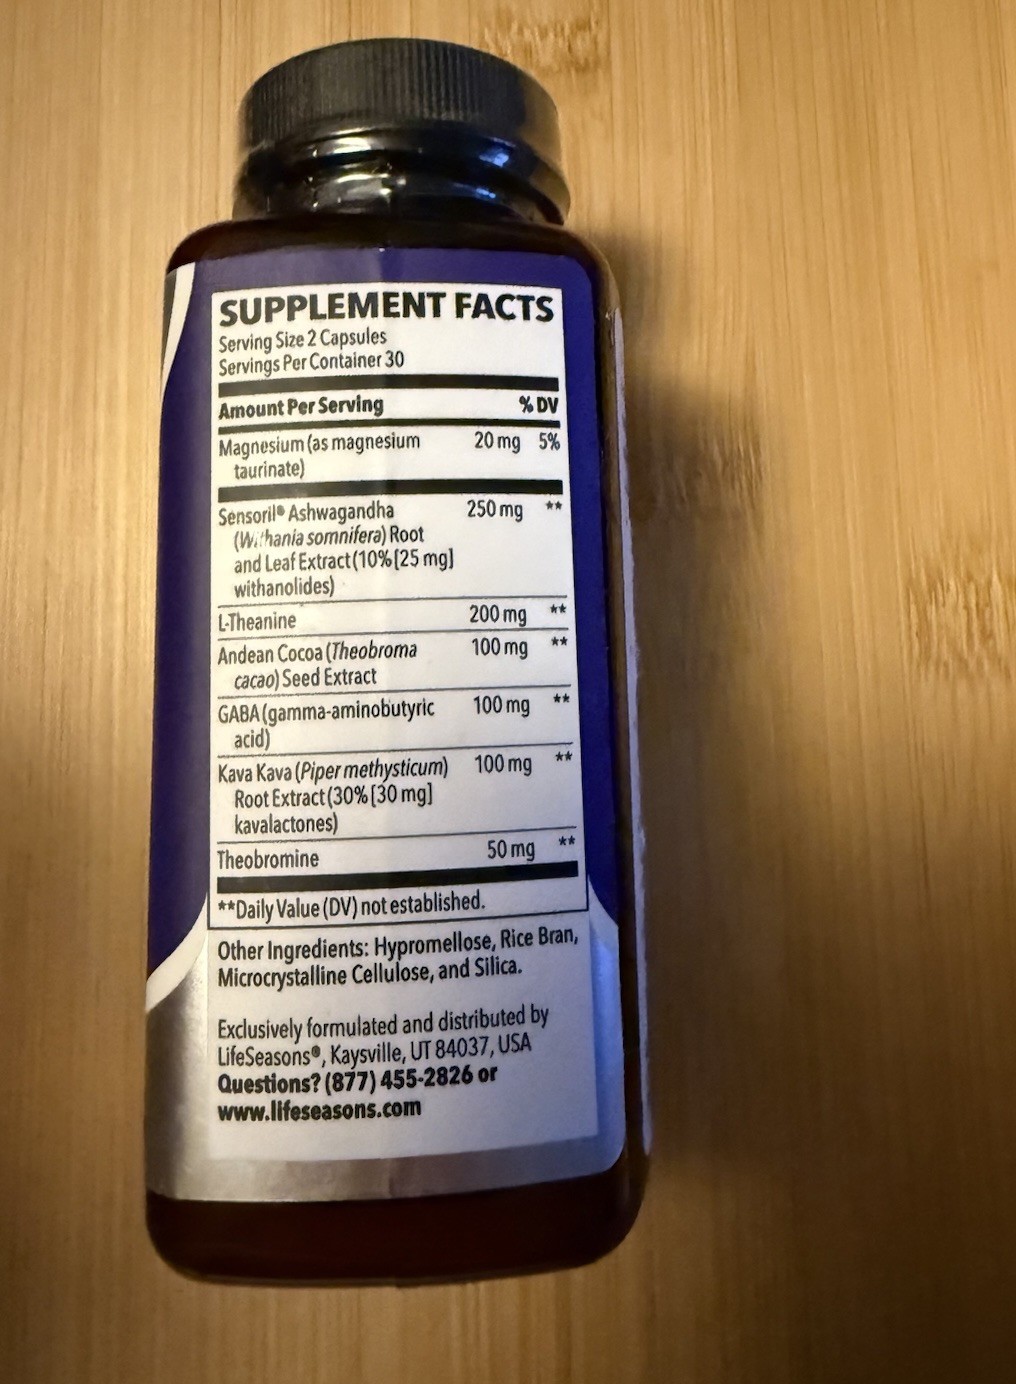 SUPPLEMENT FACTS
Serving Size 2 Capsules
Servings Per Container 30
Amount Per Serving % DV
Magnesium (as magnesium 20 mg 5%
taurinate)
Sensoril® Ashwagandha 250 mg **
(Withania somnifera) Root
and Leaf Extract (10% [25 mg]
withanolides)
L-Theanine 200 mg **
Andean Cocoa (Theobroma 100 mg **
cacao) Seed Extract
GABA (gamma-aminobutyric 100 mg **
acid)
Kava Kava (Piper methysticum) 100 mg **
Root Extract (30% [30 mg]
kavalactones)
Theobromine 50 mg **
**Daily Value (DV) not established.
Other Ingredients: Hypromellose, Rice Bran,
Microcrystalline Cellulose, and Silica.
Exclusively formulated and distributed by
LifeSeasons®, Kaysville, UT 84037, USA
Questions? (877) 455-2826 or
www.lifeseasons.com